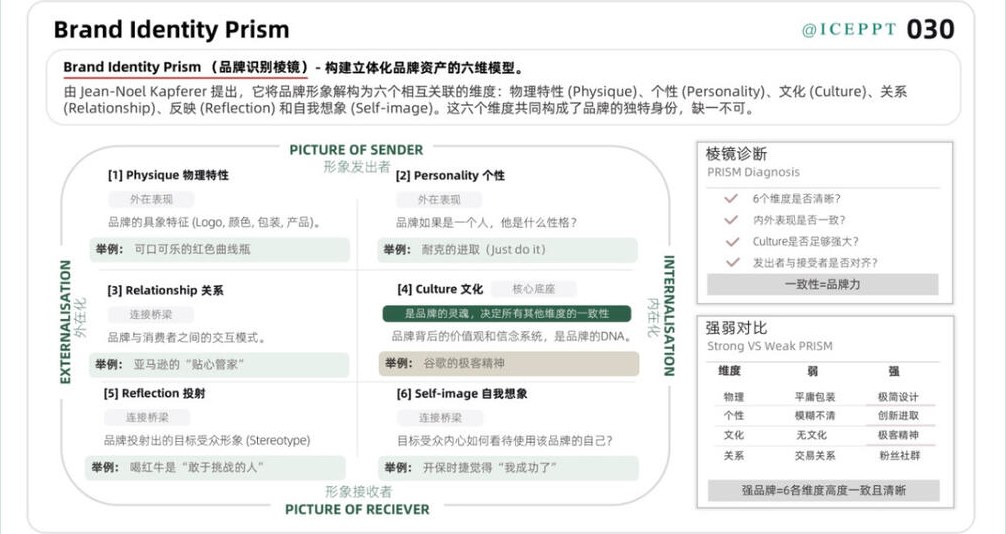 Brand Identity Prism
@ICEPPT 030
Brand Identity Prism （品牌识别棱镜）- 构建立体化品牌资产的六维模型。
由 Jean-Noel Kapferer 提出，它将品牌形象解构为六个相互关联的维度：物理特性 (Physique)、个性 (Personality)、文化 (Culture)、关系
(Relationship)、反映 (Reflection) 和自我想象 (Self-image)。这六个维度共同构成了品牌的独特身份，缺一不可。
PICTURE OF SENDER
形象发出者
EXTERNALISATION
外在化
[1] Physique 物理特性
外在表现
品牌的具象特征 (Logo, 颜色, 包装, 产品)。
举例： 可口可乐的红色曲线瓶
[2] Personality 个性
外在表现
品牌如果是一个人，他是什么性格？
举例： 耐克的进取（Just do it）
[3] Relationship 关系
连接桥梁
品牌与消费者之间的交互模式。
举例： 亚马逊的 “贴心管家”
[4] Culture 文化 核心底座
是品牌的灵魂，决定所有其他维度的一致性
品牌背后的价值观和信念系统，是品牌的DNA。
举例： 谷歌的极客精神
[5] Reflection 投射
连接桥梁
品牌投射出的目标受众形象 (Stereotype)
举例： 喝红牛是 “敢于挑战的人”
[6] Self-image 自我想象
连接桥梁
目标受众内心如何看待使用该品牌的自己？
举例： 开保时捷觉得 “我成功了”
INTERNALISATION
内在化
形象接收者
PICTURE OF RECIEVER
棱镜诊断
PRISM Diagnosis
6个维度是否清晰？
内外表现是否一致？
Culture是否足够强大？
发出者与接受者是否对齐？
一致性=品牌力
强弱对比
Strong VS Weak PRISM
维度 弱 强
物理 平庸包装 极简设计
个性 模糊不清 创新进取
文化 无文化 极客精神
关系 交易关系 粉丝社群
强品牌=6各维度高度一致且清晰